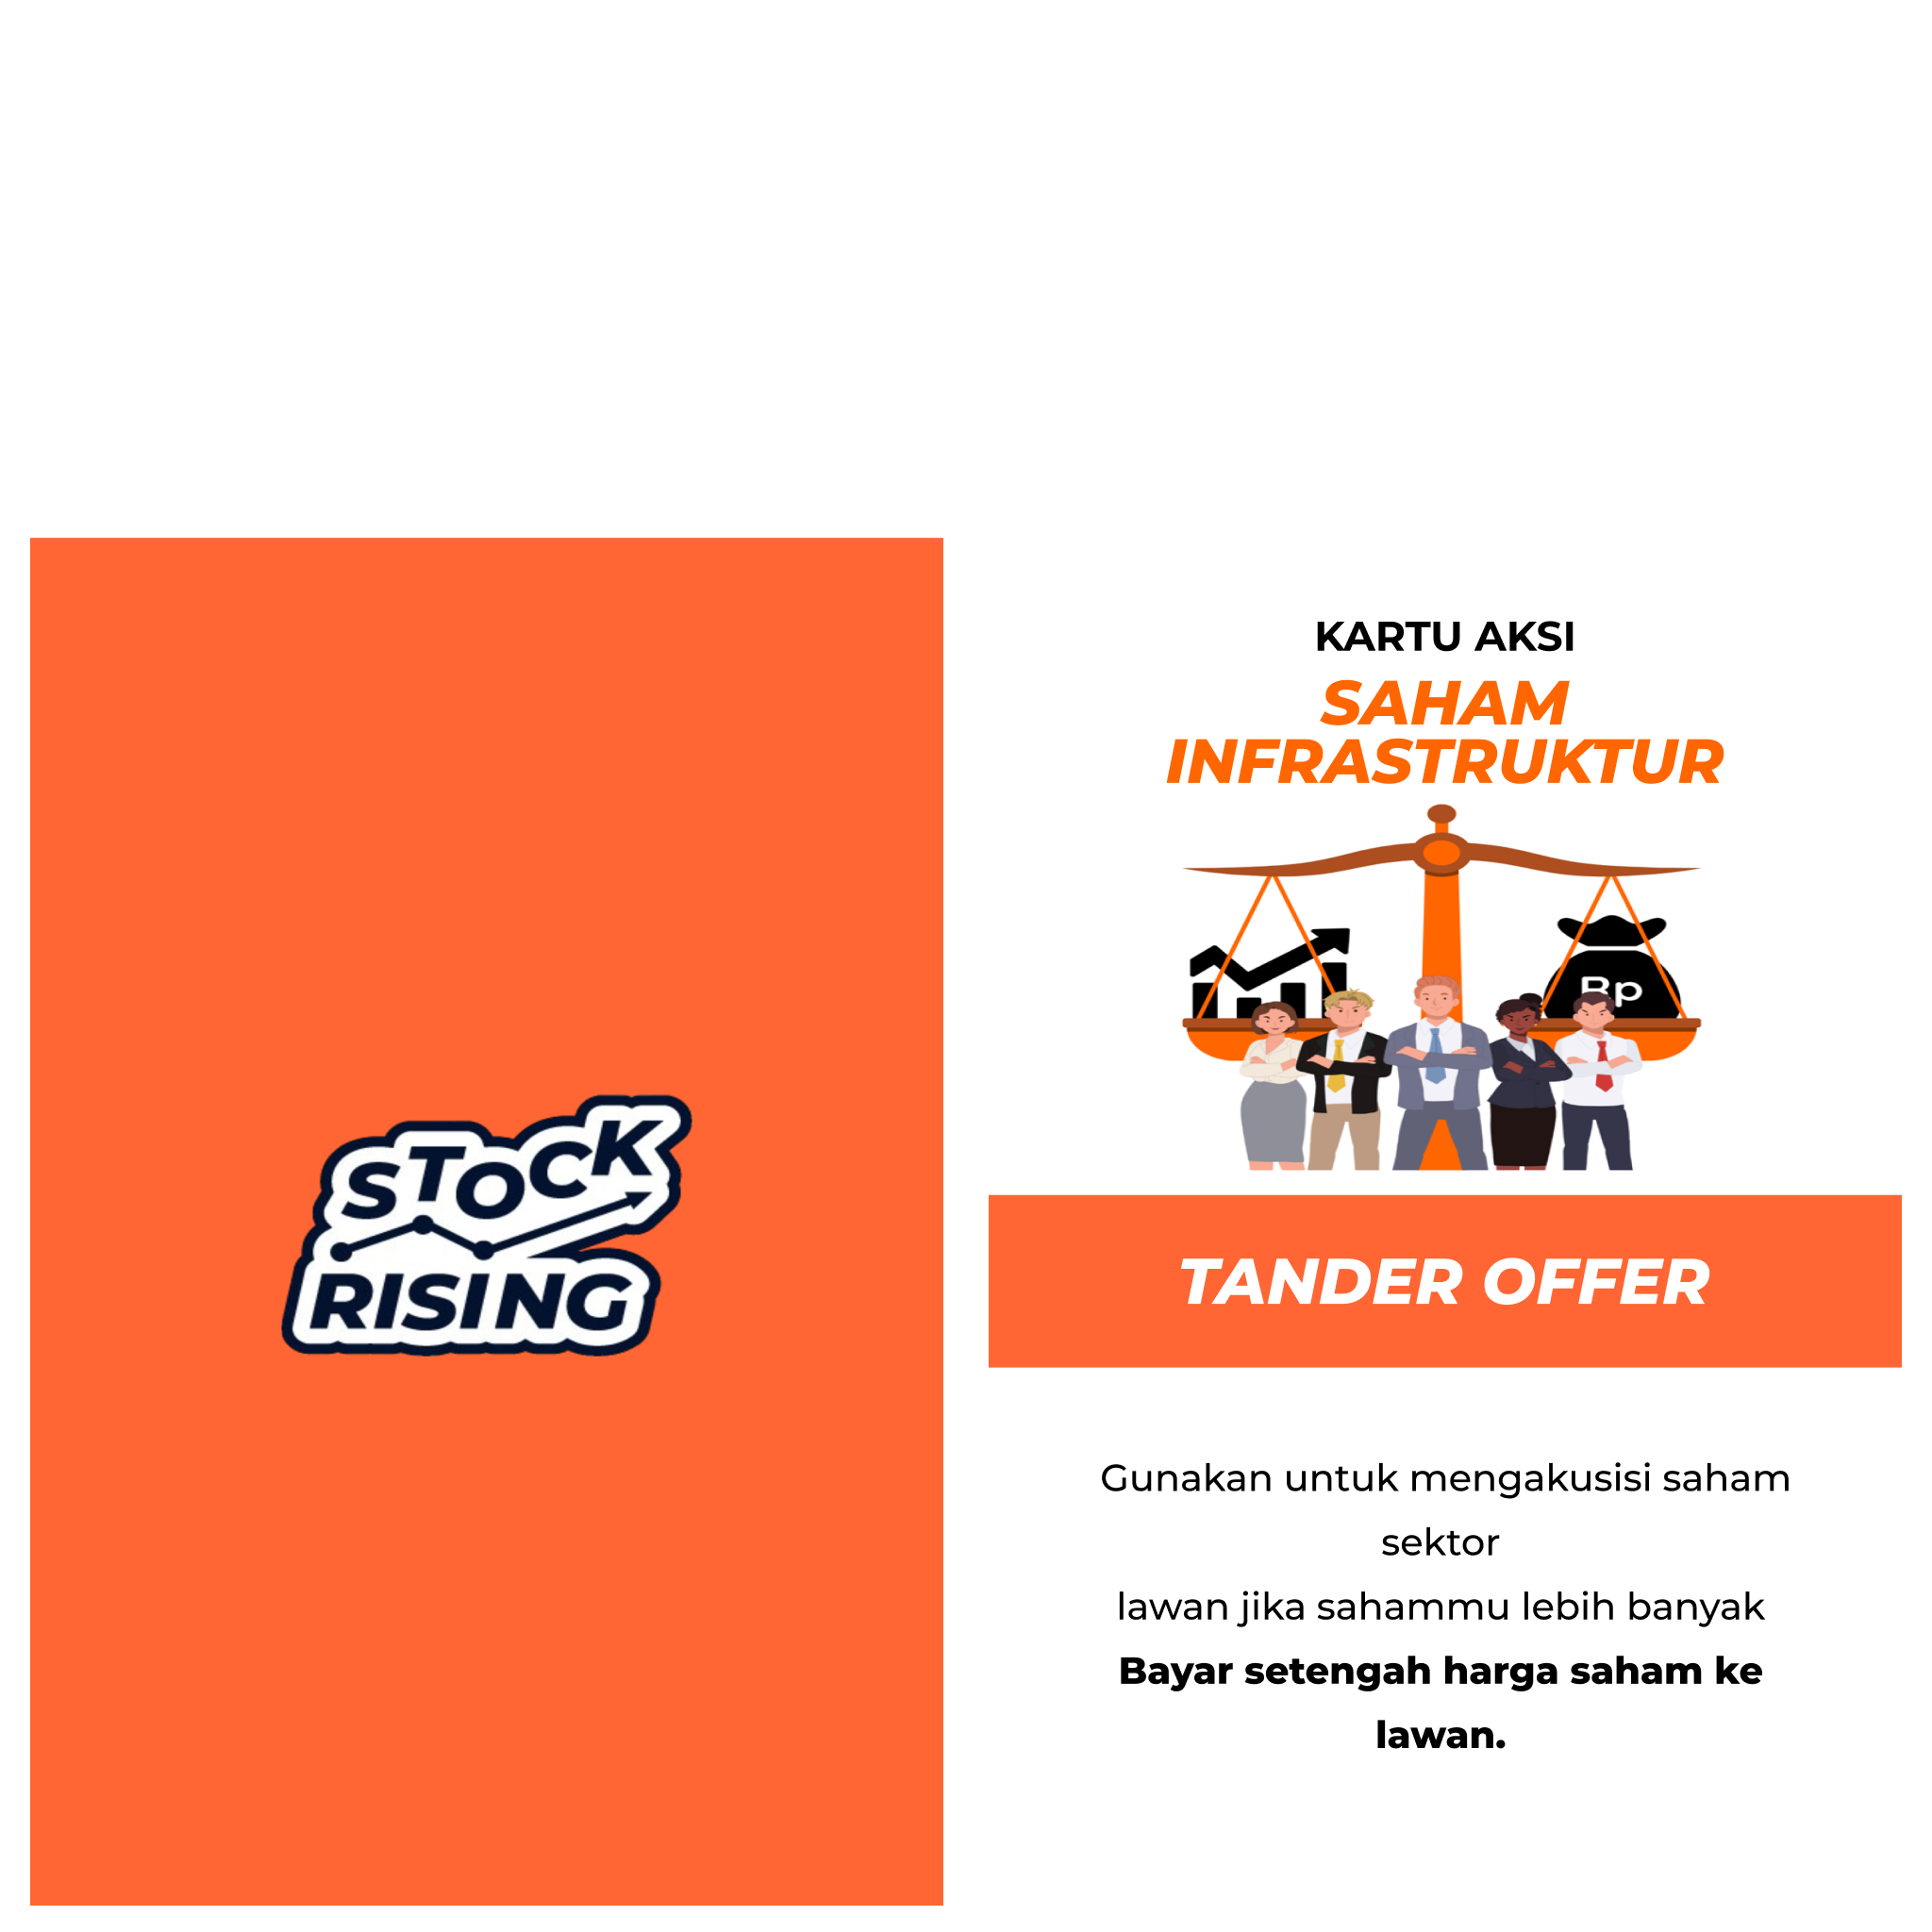 STOCK
RISING
KARTU AKSI
SAHAM
INFRASTRUKTUR
Rp
TANDER OFFER
Gunakan untuk mengakusisi saham
sektor
lawan jika sahammu lebih banyak
Bayar setengah harga saham ke
lawan.